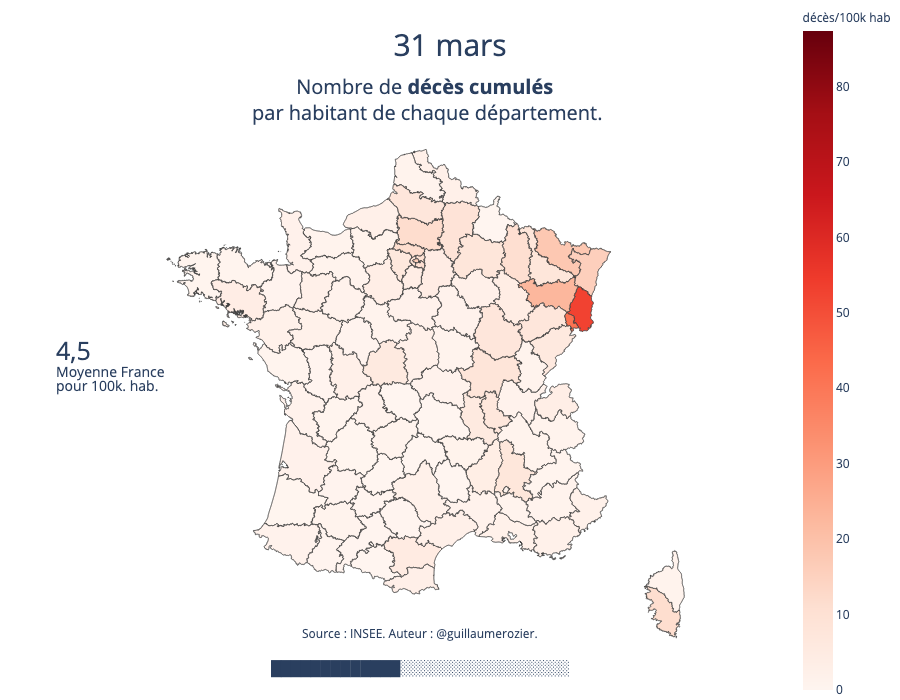 décès/100k hab
31 mars
Nombre de décès cumulés
par habitant de chaque département.
80
70
60
50
40
30
20
10
0
4,5
Moyenne France
pour 100k. hab.
Source : INSEE. Auteur : @guillaumerozier.